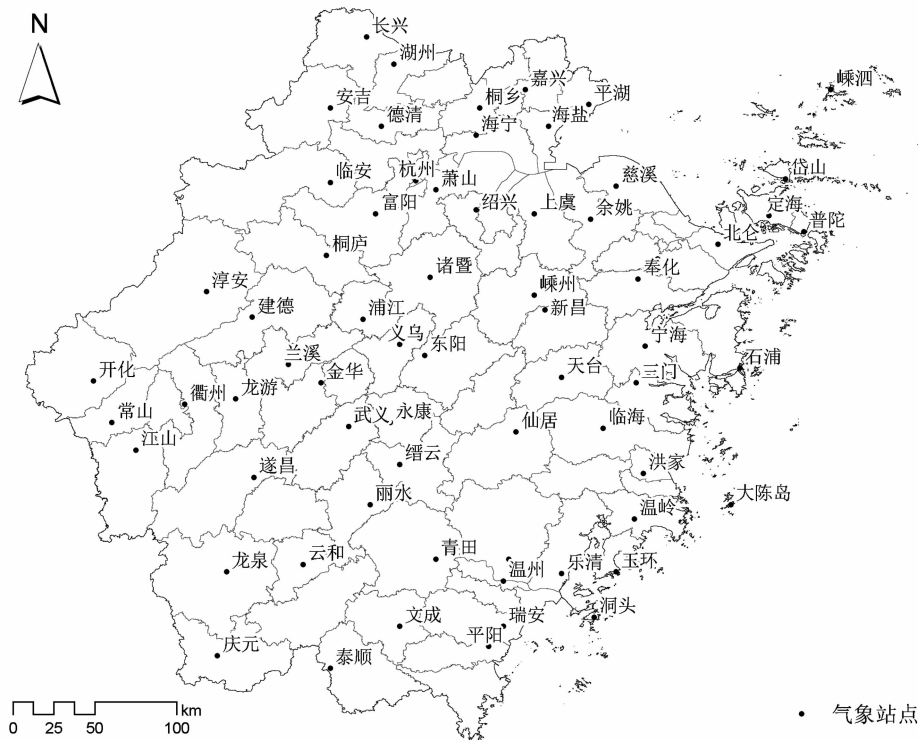 N
长兴
湖州
嘉兴
嵊泗
安吉
桐乡
平湖
德清
海宁
海盐
临安
杭州
萧山
慈溪
岱山
富阳
绍兴
上虞
余姚
定海
普陀
北仑
桐庐
诸暨
奉化
淳安
嵊州
新昌
建德
浦江
义乌
东阳
宁海
兰溪
石浦
开化
金华
天台
三门
衢州
龙游
常山
武义
永康
仙居
临海
江山
缙云
洪家
遂昌
丽水
大陈岛
温岭
龙泉
云和
青田
温州
乐清
玉环
文成
瑞安
洞头
平阳
庆元
泰顺
km
0 25 50 100
气象站点